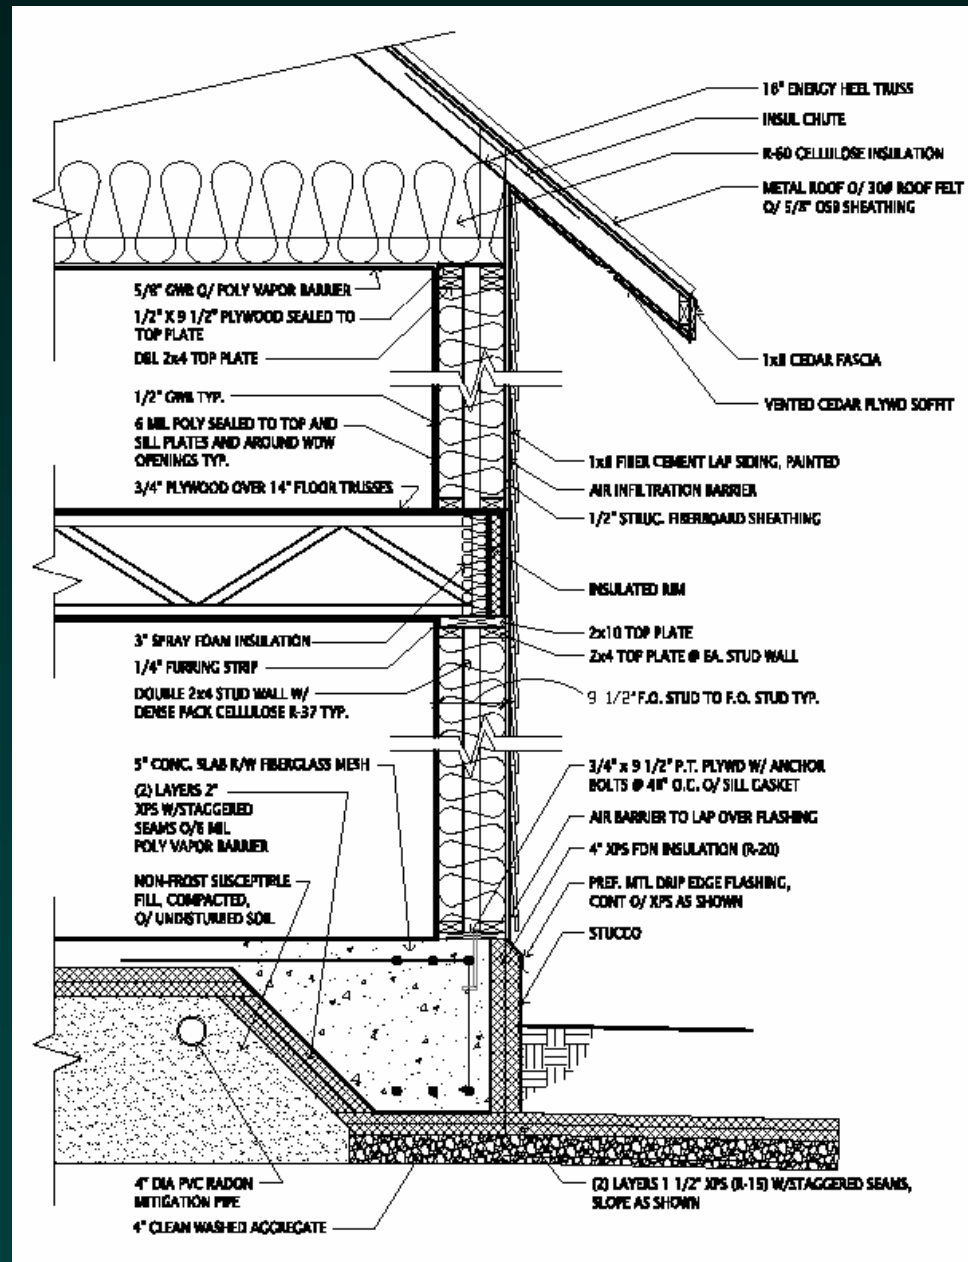 16" ENERGY HEEL TRUSS
INSUL CHUTE
R-60 CELLULOSE INSULATION
METAL ROOF O/ 30# ROOF FELT
O/ 5/8" OSB SHEATHING
5/8" GWB O/ POLY VAPOR BARRIER
1/2" X 9 1/2" PLYWOOD SEALED TO
TOP PLATE
DBL 2x4 TOP PLATE
1x8 CEDAR FASCIA
1/2" GWB TYP.
VENTED CEDAR PLYWD SOFFIT
6 MIL POLY SEALED TO TOP AND
SILL PLATES AND AROUND WDW
OPENINGS TYP.
1x8 FIBER CEMENT LAP SIDING, PAINTED
3/4" PLYWOOD OVER 14" FLOOR TRUSSES
AIR INFILTRATION BARRIER
1/2" STRUC. FIBERBOARD SHEATHING
INSULATED RIM
3" SPRAY FOAM INSULATION
2x10 TOP PLATE
1/4" FURRING STRIP
2x4 TOP PLATE @ EA. STUD WALL
DOUBLE 2x4 STUD WALL W/
DENSE PACK CELLULOSE R-37 TYP.
9 1/2" F.O. STUD TO F.O. STUD TYP.
5" CONC. SLAB R/W FIBERGLASS MESH
3/4" x 9 1/2" P.T. PLYWD W/ ANCHOR
BOLTS @ 48" O.C. O/ SILL GASKET
(2) LAYERS 2"
XPS W/STAGGERED
SEAMS O/6 MIL
POLY VAPOR BARRIER
AIR BARRIER TO LAP OVER FLASHING
4" XPS FDN INSULATION (R-20)
NON-FROST SUSCEPTIBLE
FILL, COMPACTED,
O/ UNDISTURBED SOIL
PREF. MTL DRIP EDGE FLASHING,
CONT O/ XPS AS SHOWN
STUCCO
4" DIA PVC RADON
MITIGATION PIPE
(2) LAYERS 1 1/2" XPS (R-15) W/STAGGERED SEAMS,
SLOPE AS SHOWN
4" CLEAN WASHED AGGREGATE